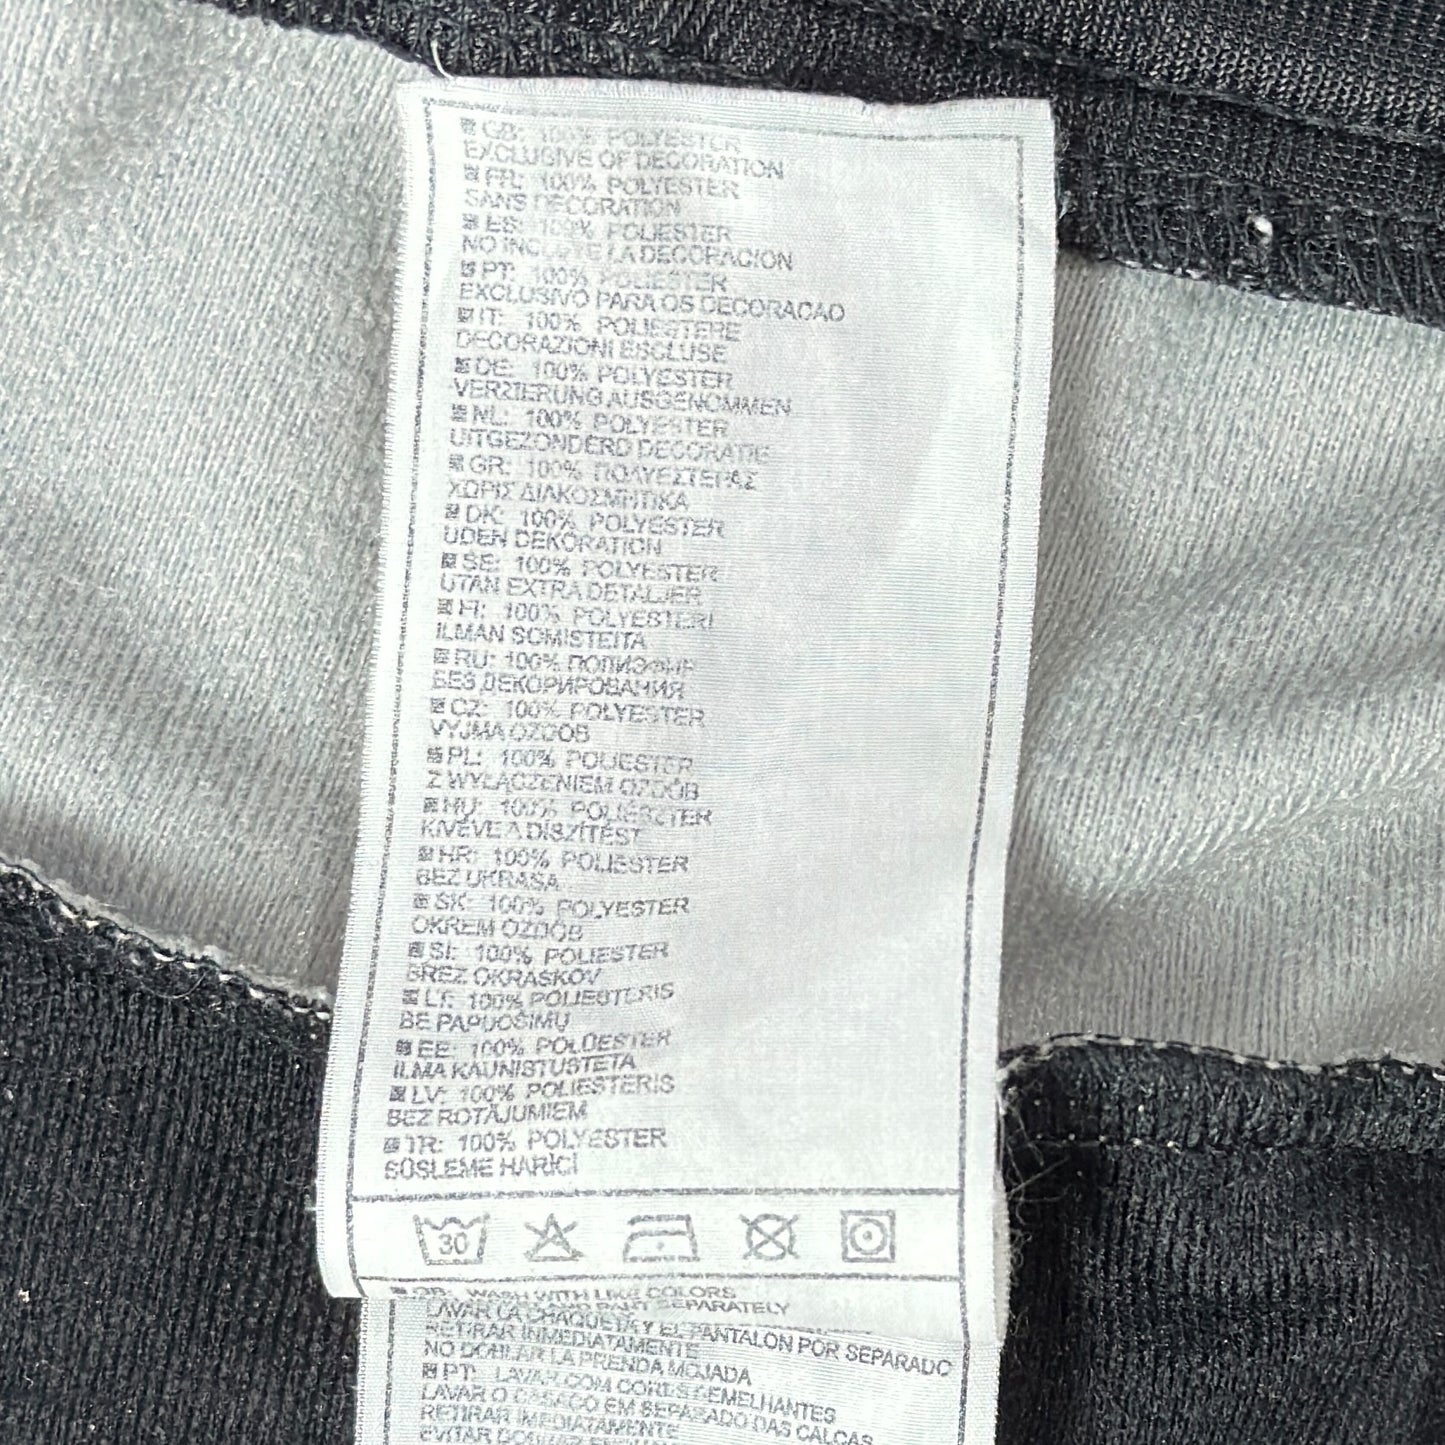 GB: 100% POLYESTER
EXCLUSIVE OF DECORATION
FR: 100% POLYESTER
SANS DECORATION
ES: 100% POLIESTER
NO INCLUYE LA DECORACION
PT: 100% POLIESTER
EXCLUSIVO PARA OS DECORACAO
IT: 100% POLIESTERE
DECORAZIONI ESCLUSE
DE: 100% POLYESTER
VERZIERUNG AUSGENOMMEN
NL: 100% POLYESTER
UITGEZONDERD DECORATIE
GR: 100% ΠΟΛΥΕΣΤΕΡΑΣ
ΧΩΡΙΣ ΔΙΑΚΟΣΜΗΤΙΚΑ
DK: 100% POLYESTER
UDEN DEKORATION
SE: 100% POLYESTER
UTAN EXTRA DETALJER
FI: 100% POLYESTERI
ILMAN SOMISTEITA
RU: 100% ПОЛИЭФИР
БЕЗ ДЕКОРИРОВАНИЯ
CZ: 100% POLYESTER
VYJMA OZDOB
PL: 100% POLIESTER
Z WYŁĄCZENIEM OZDÓB
HU: 100% POLIÉSZTER
KIVÉVE A DÍSZÍTÉST
HR: 100% POLIESTER
BEZ UKRASA
SK: 100% POLYESTER
OKREM OZDÔB
SI: 100% POLIESTER
BREZ OKRASKOV
LT: 100% POLIESTERIS
BE PAPUOŠIMŲ
EE: 100% POLÜESTER
ILMA KAUNISTUSTETA
LV: 100% POLIESTERIS
BEZ ROTĀJUMIEM
TR: 100% POLYESTER
SÜSLEME HARİCİ
30
GB: WASH WITH LIKE COLORS
PANT SEPARATELY
LAVAR LA CHAQUETA Y EL PANTALON POR SEPARADO
RETIRAR INMEDIATAMENTE
NO DOBLAR LA PRENDA MOJADA
PT: LAVAR COM CORES SEMELHANTES
LAVAR O CASACO EM SEPARADO DAS CALCAS
RETIRAR IMEDIATAMENTE
EVITAR DOBRAR